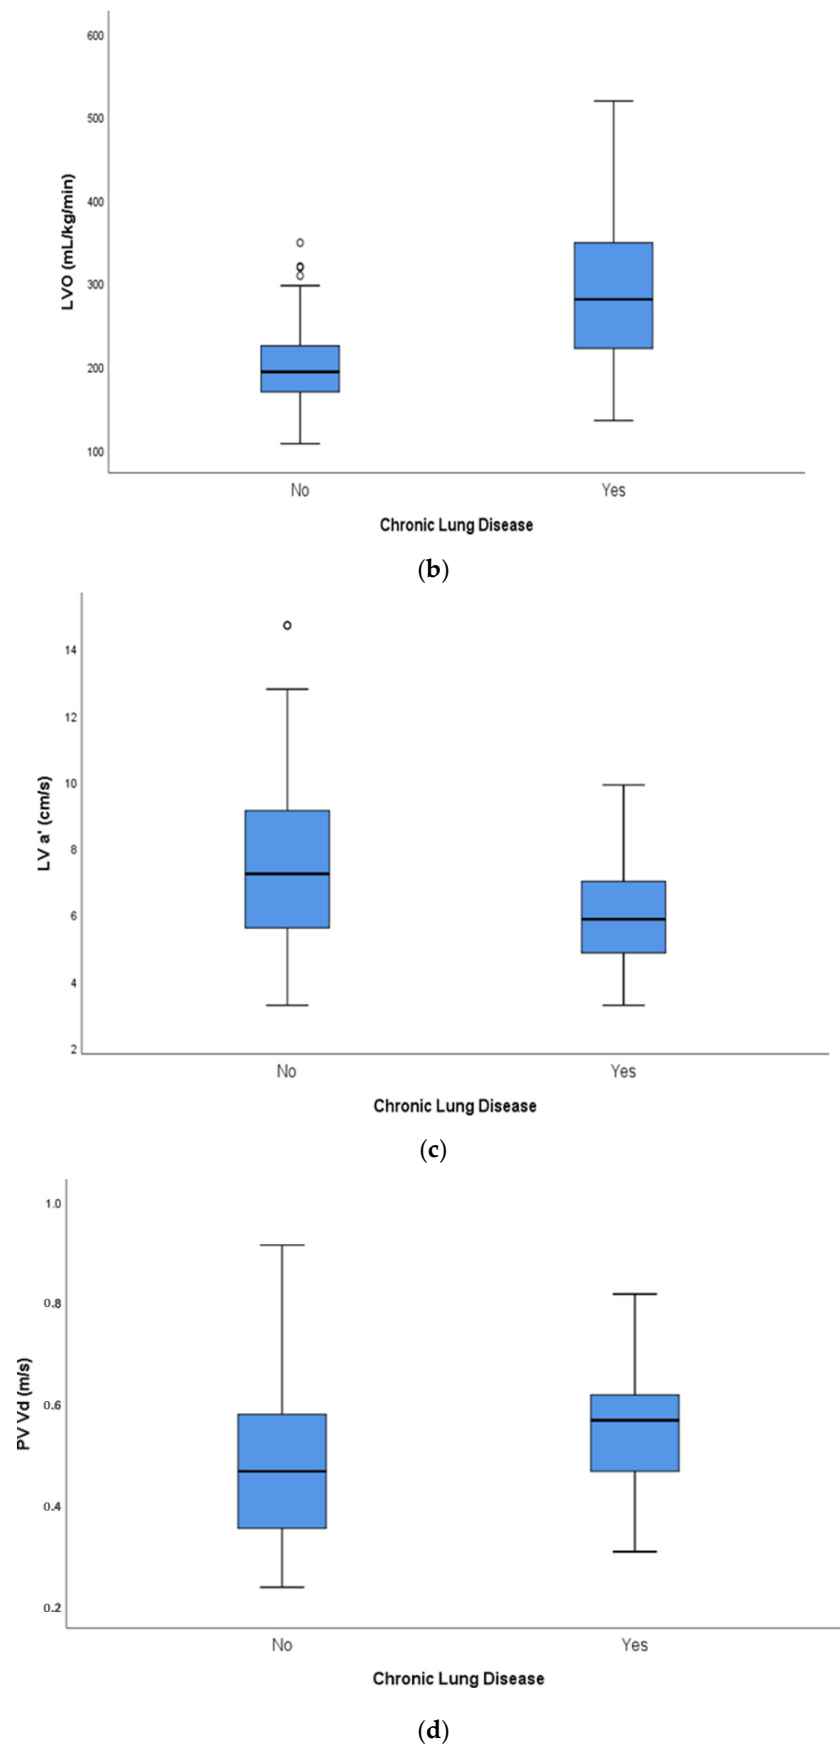 600
500
400
300
200
100
LVO (mL/kg/min)
No Yes
Chronic Lung Disease
(b)
14
12
10
8
6
4
2
LV a' (cm/s)
No Yes
Chronic Lung Disease
(c)
1.0
0.8
0.6
0.4
0.2
PV Vd (m/s)
No Yes
Chronic Lung Disease
(d)